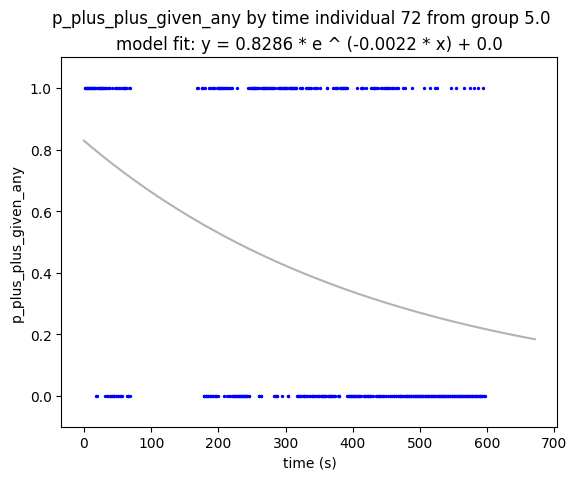 p_plus_plus_given_any by time individual 72 from group 5.0
model fit: y = 0.8286 * e ^ (-0.0022 * x) + 0.0
1.0
0.8
0.6
0.4
0.2
0.0
p_plus_plus_given_any
0 100 200 300 400 500 600 700
time (s)